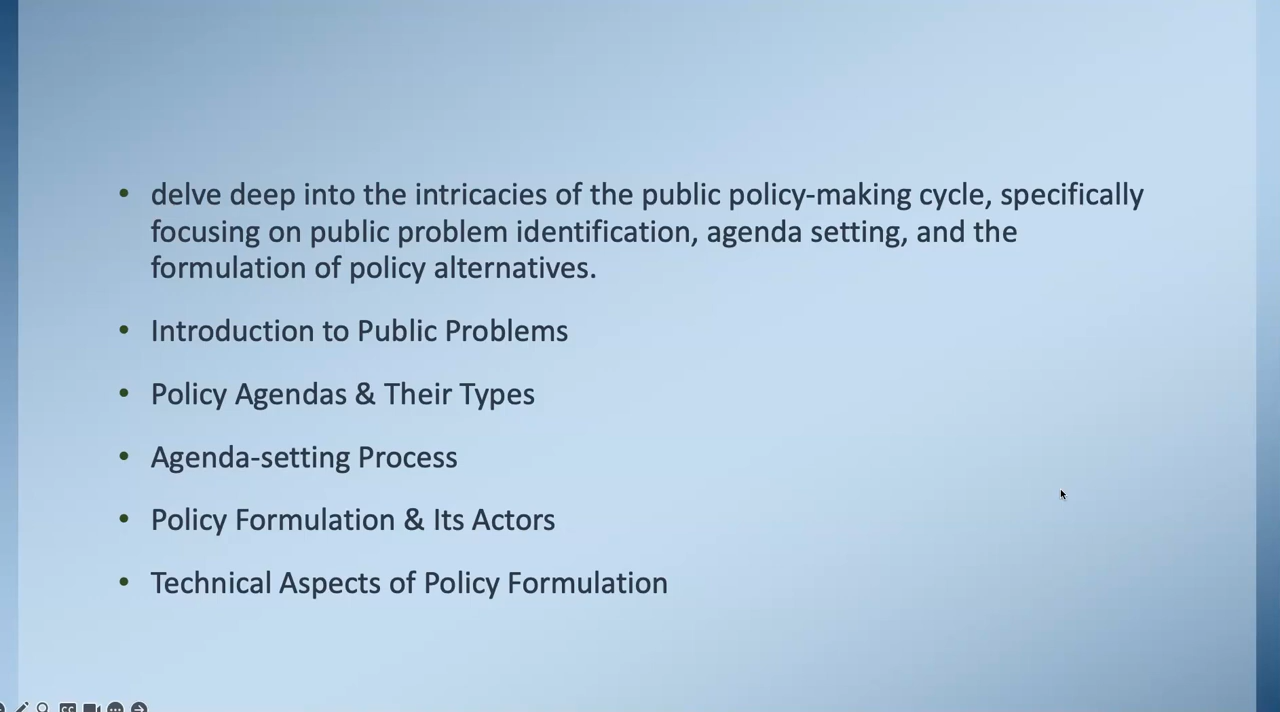 • delve deep into the intricacies of the public policy-making cycle, specifically
focusing on public problem identification, agenda setting, and the
formulation of policy alternatives.
• Introduction to Public Problems
• Policy Agendas & Their Types
• Agenda-setting Process
• Policy Formulation & Its Actors
• Technical Aspects of Policy Formulation